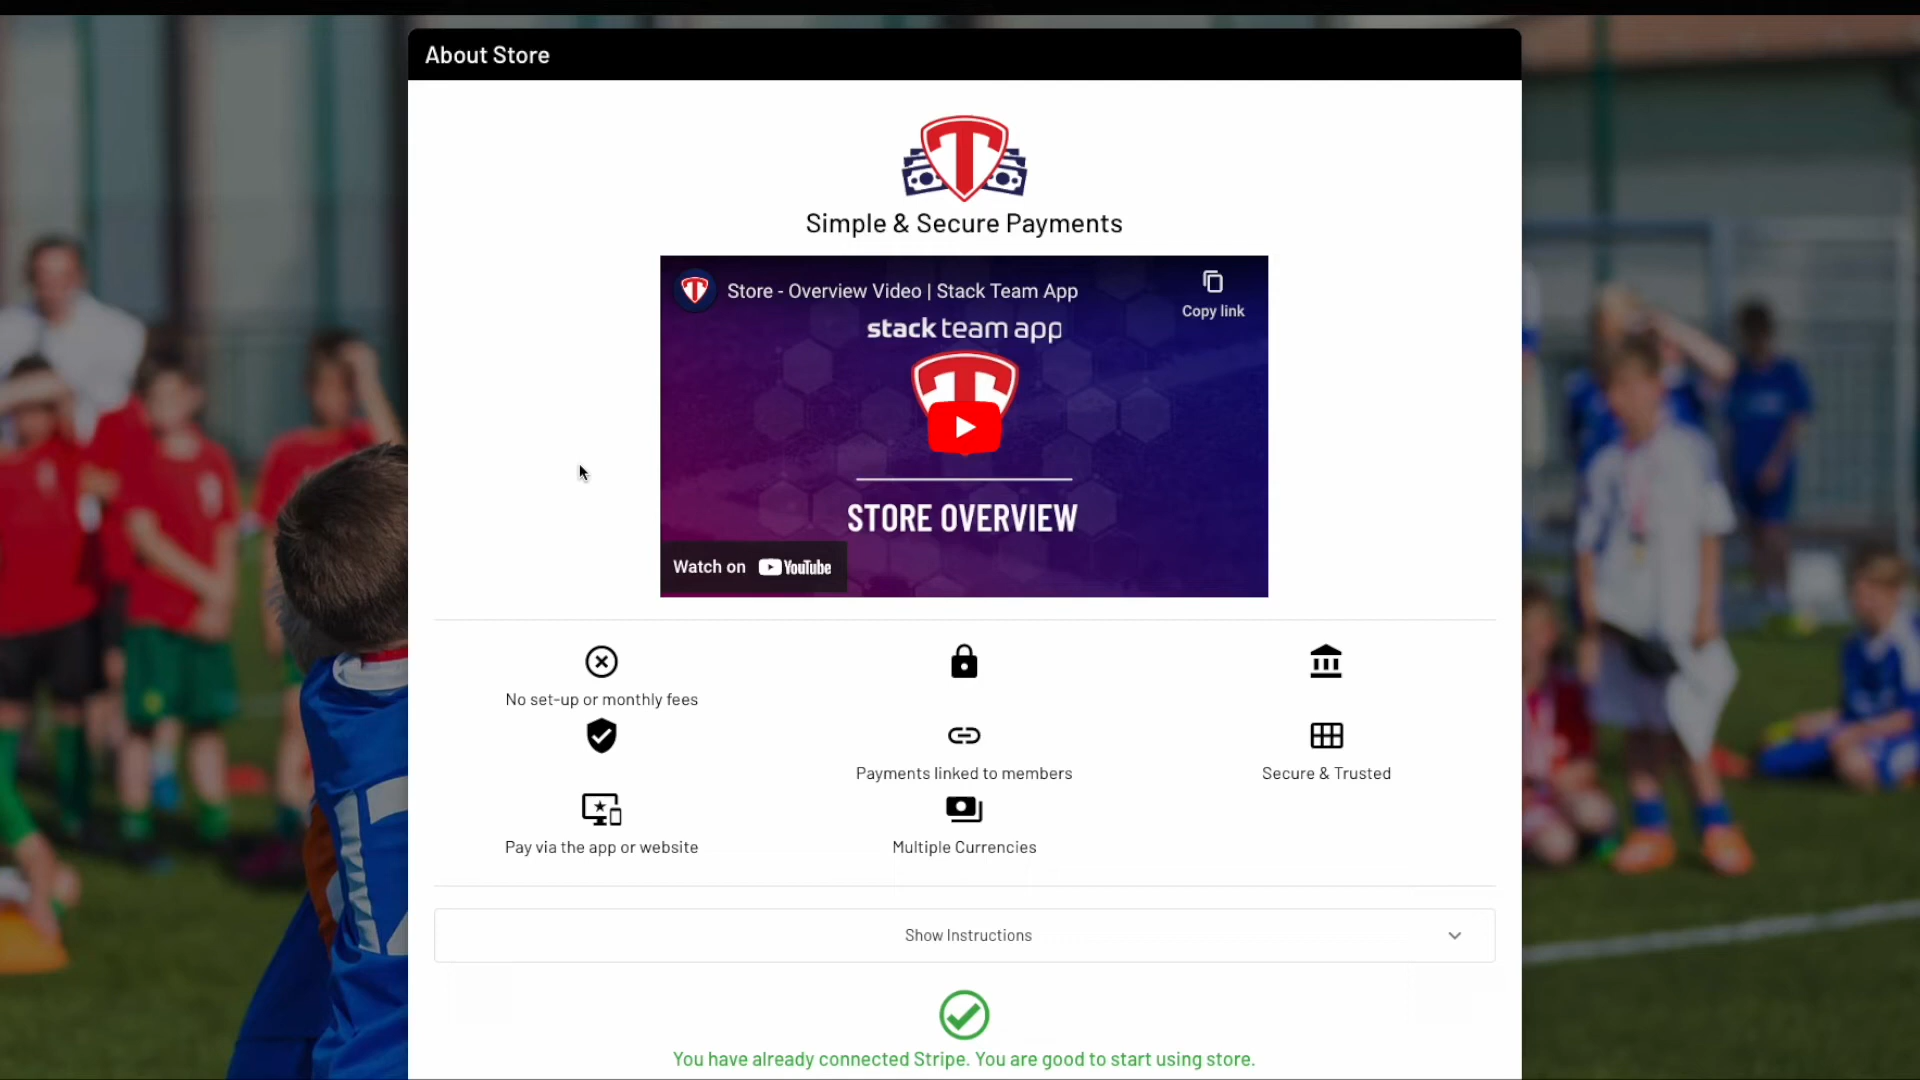 About Store
Simple & Secure Payments
Store - Overview Video | Stack Team App
Copy link
stack team app
STORE OVERVIEW
Watch on YouTube
No set-up or monthly fees
Payments linked to members
Secure & Trusted
Pay via the app or website
Multiple Currencies
Show Instructions
You have already connected Stripe. You are good to start using store.